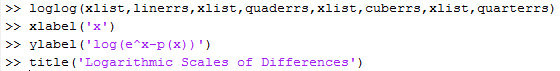 >> loglog(xlist,linerrs,xlist,quaderrs,xlist,cuberrs,xlist,quarterrs)
>> xlabel('x')
>> ylabel('log(e^x-p(x))')
>> title('Logarithmic Scales of Differences')